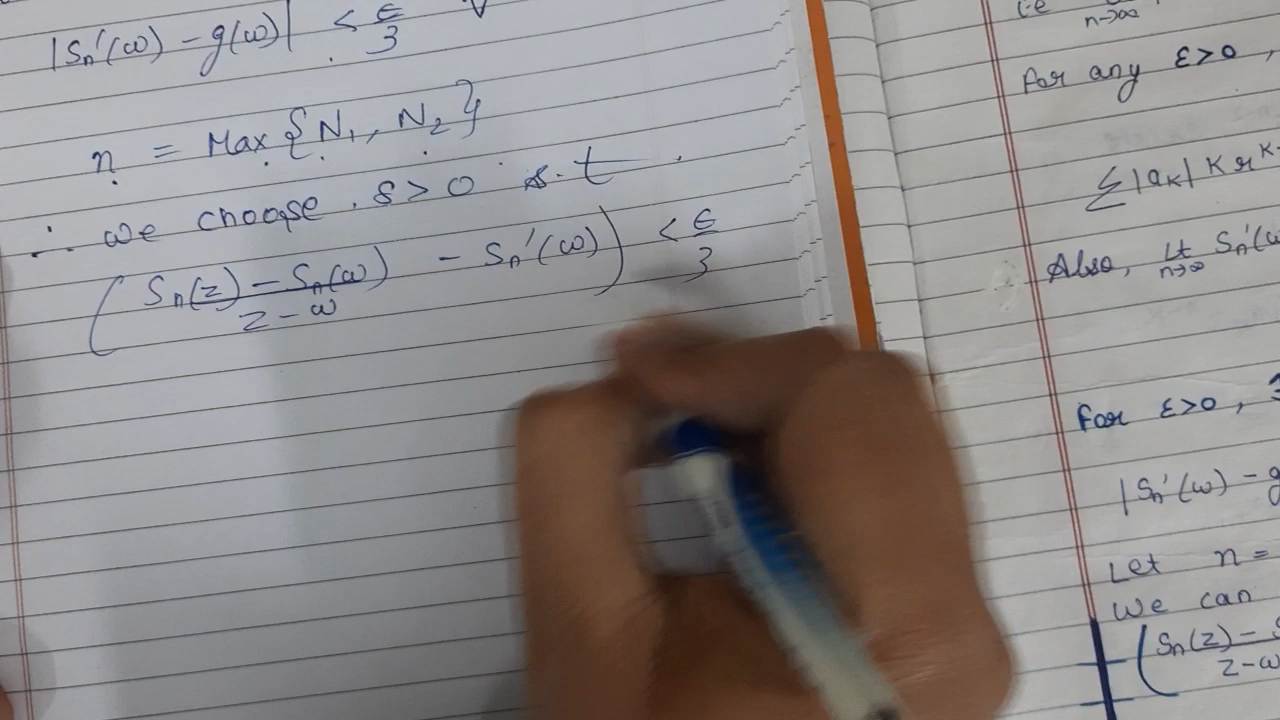 |Sn'(ω) - g(ω)| < ε/3
n = Max {N₁, N₂}
∴ we choose δ > 0 s.t
(Sn(z) - Sn(ω) / z - ω - Sn'(ω)) < ε/3
i.e
n→∞
For any ε>0,
Σ|aK| K r^K-
Also, Lt n→∞ Sn'(ω
For ε>0,
|Sn'(ω) - g
Let n =
We can
(Sn(z) - S / z-ω